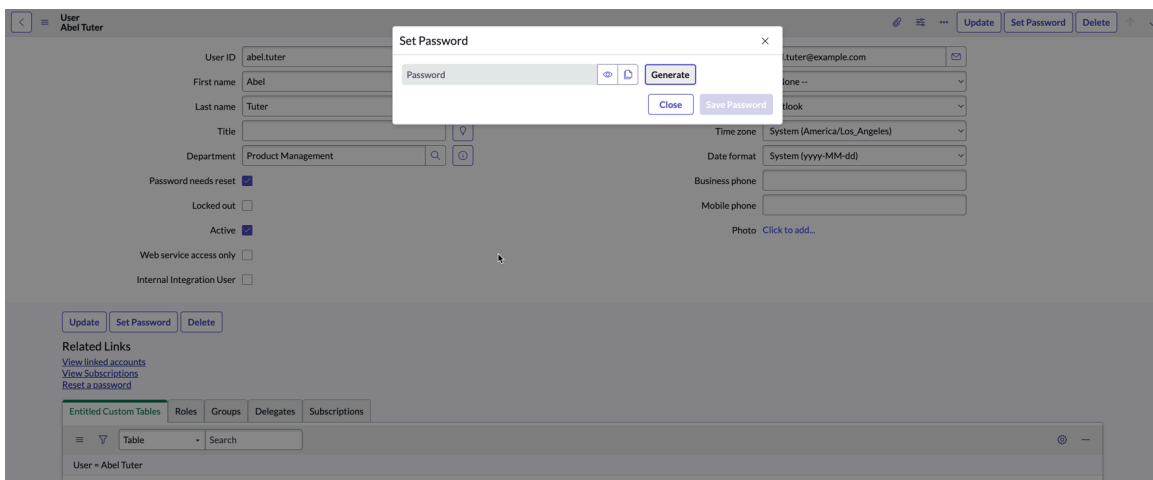 User
Abel Tuter
Update Set Password Delete
Set Password
Password Generate
Close Save Password
User ID abel.tuter
First name Abel
Last name Tuter
Title
Department Product Management
Password needs reset
Locked out
Active
Web service access only
Internal Integration User
.tuter@example.com
None --
tlook
Time zone System (America/Los_Angeles)
Date format System (yyyy-MM-dd)
Business phone
Mobile phone
Photo Click to add...
Update Set Password Delete
Related Links
View linked accounts
View Subscriptions
Reset a password
Entitled Custom Tables Roles Groups Delegates Subscriptions
Table Search
User = Abel Tuter